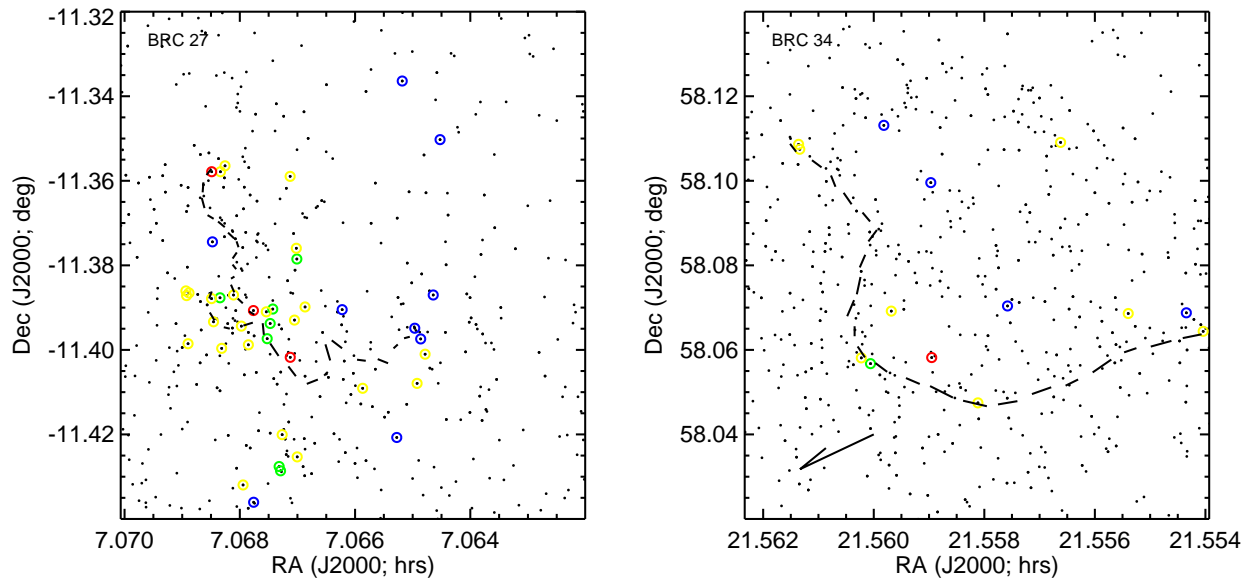 BRC 27
-11.32
-11.34
-11.36
-11.38
-11.40
-11.42
Dec (J2000; deg)
7.070 7.068 7.066 7.064
RA (J2000; hrs)
BRC 34
58.12
58.10
58.08
58.06
58.04
Dec (J2000; deg)
21.562 21.560 21.558 21.556 21.554
RA (J2000; hrs)